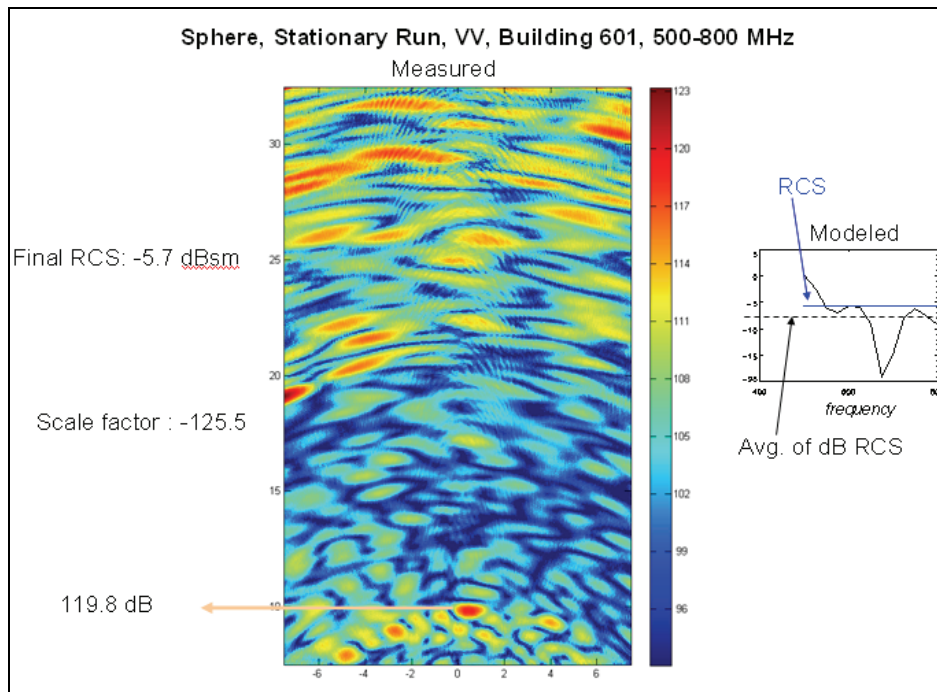 Sphere, Stationary Run, VV, Building 601, 500-800 MHz
Measured
Final RCS: -5.7 dBsm
Scale factor : -125.5
119.8 dB
30
25
20
15
10
-6 -4 -2 0 2 4 6
123
120
117
114
111
108
105
102
99
96
RCS
Modeled
frequency
Avg. of dB RCS